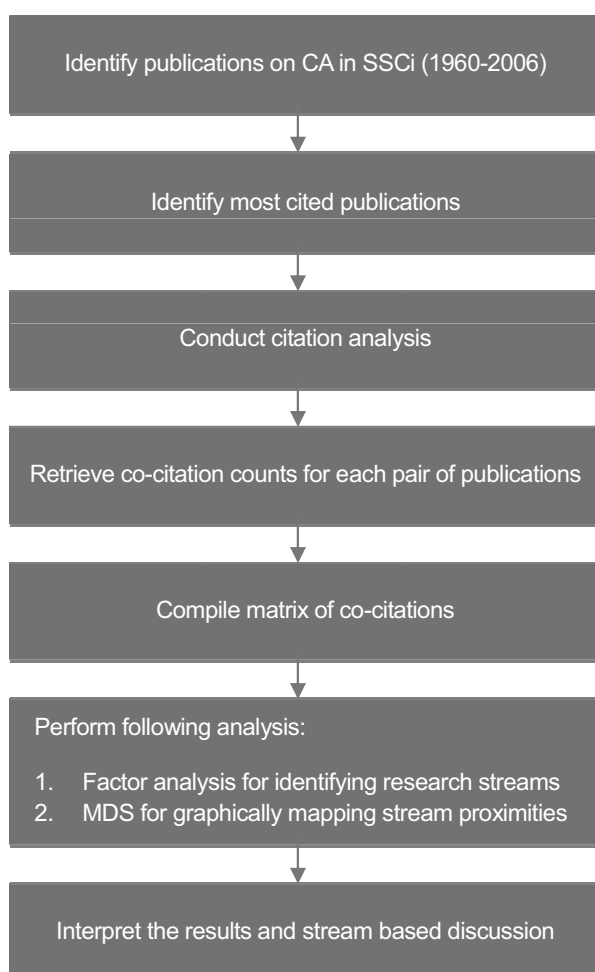 Identify publications on CA in SSCi (1960-2006)
Identify most cited publications
Conduct citation analysis
Retrieve co-citation counts for each pair of publications
Compile matrix of co-citations
Perform following analysis:
1. Factor analysis for identifying research streams
2. MDS for graphically mapping stream proximities
Interpret the results and stream based discussion